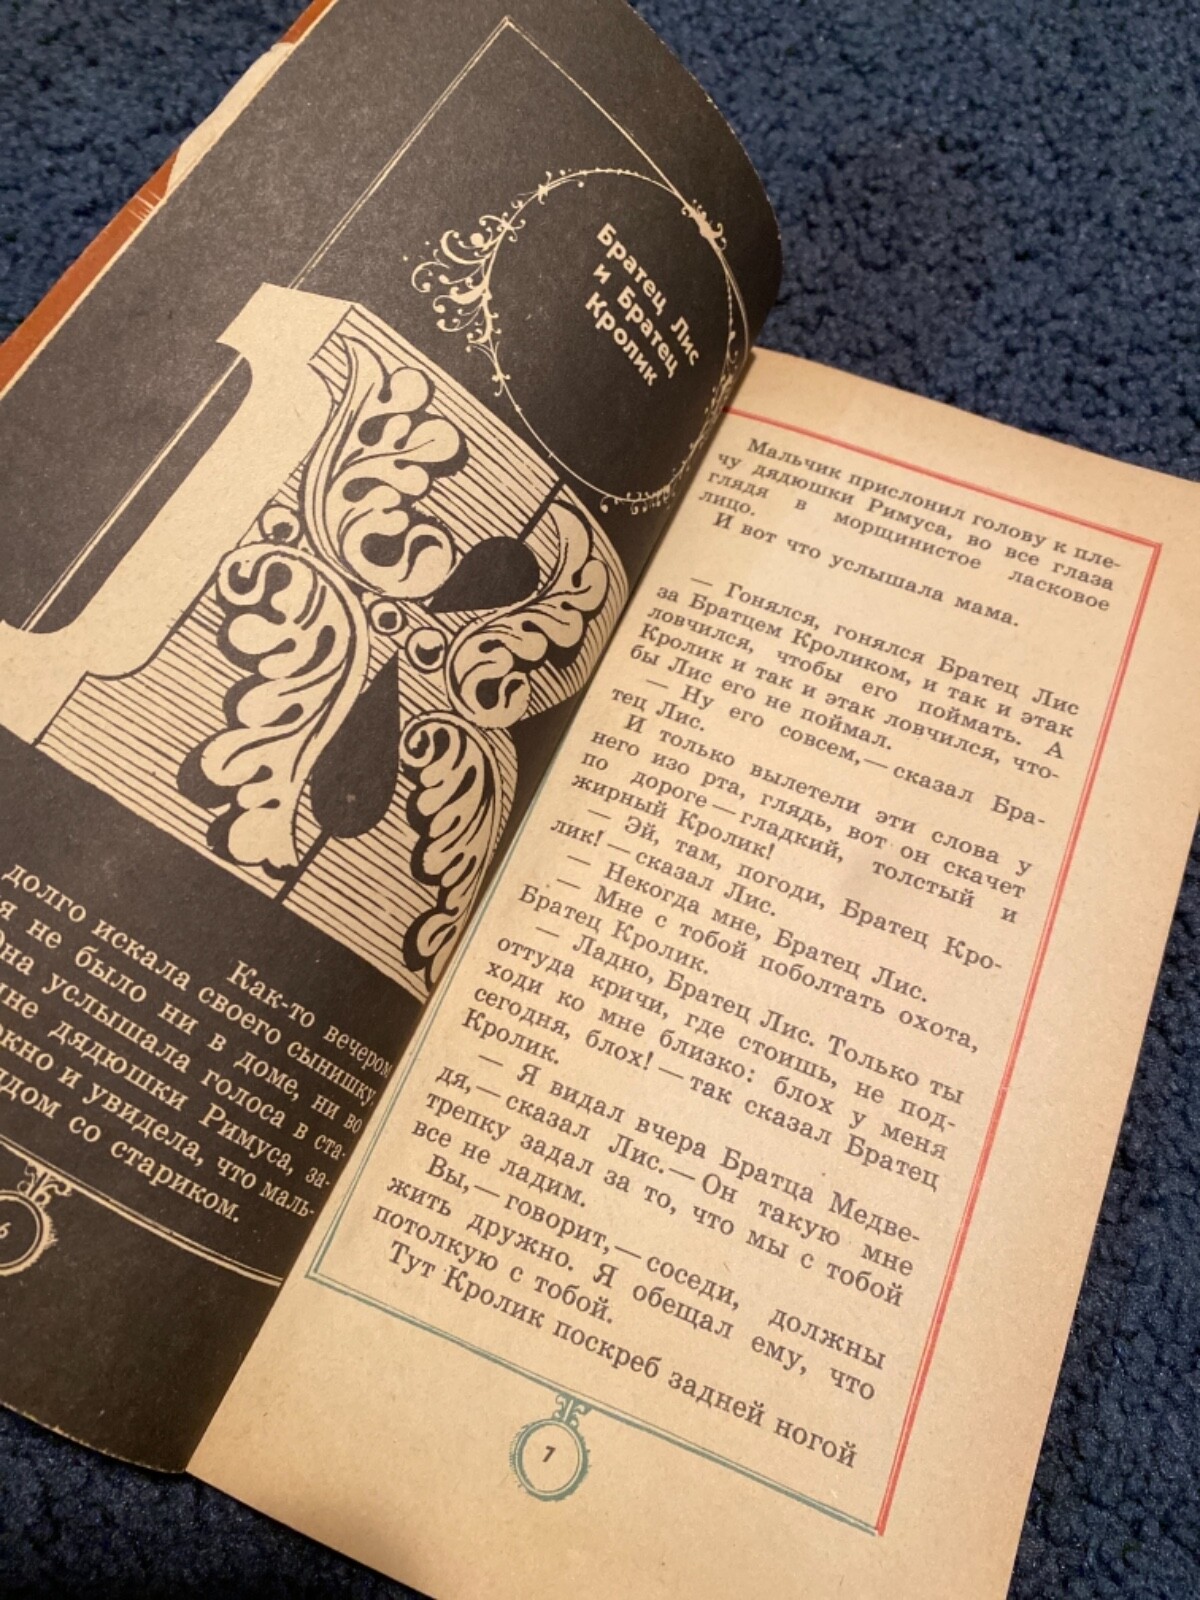 Братец Лис
и Братец
Кролик
К
Как-то вечером
долго искала своего сынишку.
я не было ни в доме, ни во
Она услышала голоса в ста-
дядюшки Римуса, за-
окно и увидела, что маль-
со стариком.
6
Мальчик прислонил голову к пле-
чу дядюшки Римуса, во все глаза
глядя в морщинистое ласковое
лицо.
И вот что услышала мама.
— Гонялся, гонялся Братец Лис
за Братцем Кроликом, и так и этак
ловчился, чтобы его поймать. А
Кролик и так и этак ловчился, что-
бы Лис его не поймал.
— Ну его совсем,— сказал Бра-
тец Лис.
И только вылетели эти слова у
него изо рта, глядь, вот он скачет
по дороге — гладкий, толстый и
жирный Кролик!
— Эй, там, погоди, Братец Кро-
лик! — сказал Лис.
— Некогда мне, Братец Лис.
— Мне с тобой поболтать охота,
Братец Кролик.
— Ладно, Братец Лис. Только ты
оттуда кричи, где стоишь, не под-
ходи ко мне близко: блох у меня
сегодня, блох! — так сказал Братец
Кролик.
— Я видал вчера Братца Медве-
дя,— сказал Лис.— Он такую мне
трепку задал за то, что мы с тобой
все не ладим.
Вы,— говорит,— соседи, должны
жить дружно. Я обещал ему, что
потолкую с тобой.
Тут Кролик поскреб задней ногой
7